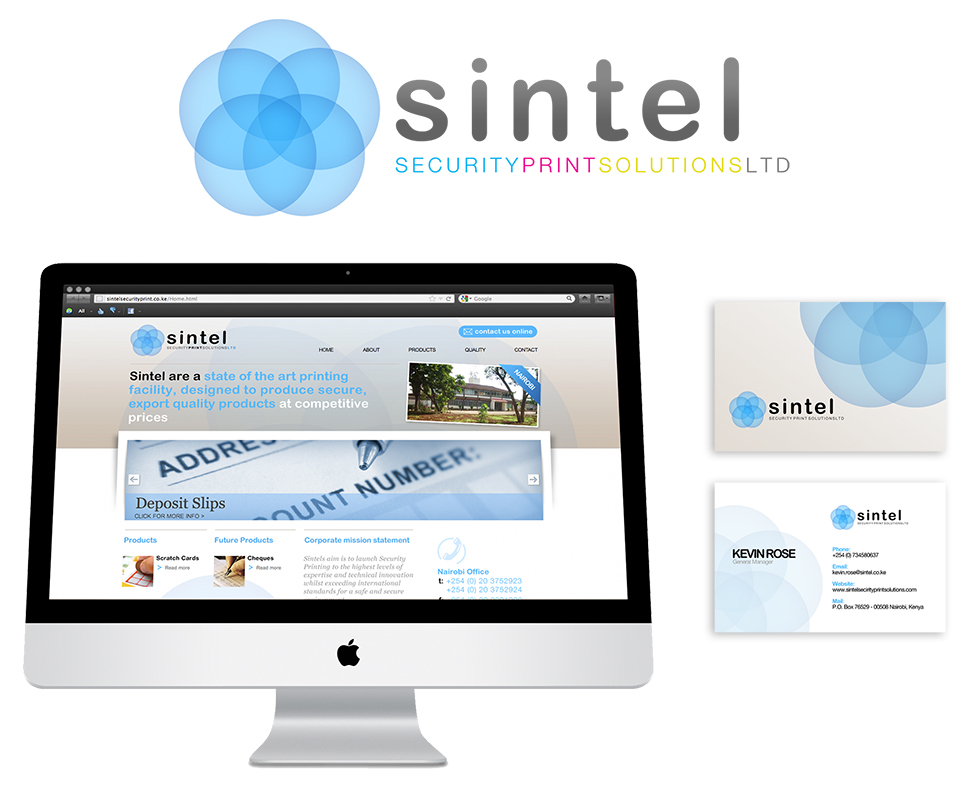 sintel
SECURITYPRINTSOLUTIONSLTD
sintelsecurityprint.co.ke/Home.html
Google
All
sintel
SECURITYPRINTSOLUTIONSLTD
contact us online
HOME ABOUT PRODUCTS QUALITY CONTACT
Sintel are a state of the art printing
facility, designed to produce secure,
export quality products at competitive
prices
NAIROBI
ADDRE
COUNT NUMBER:
Deposit Slips
CLICK FOR MORE INFO >
Products
Scratch Cards
> Read more
Future Products
Cheques
> Read more
Corporate mission statement
Sintels aim is to launch Security
Printing to the highest levels of
expertise and technical innovation
whilst exceeding international
standards for a safe and secure
Nairobi Office
t: +254 (0) 20 3752923
+254 (0) 20 3752924
sintel
SECURITYPRINTSOLUTIONSLTD
sintel
SECURITYPRINTSOLUTIONSLTD
KEVIN ROSE
General Manager
Phone:
+254 (0) 734580637
Email:
kevin.rose@sintel.co.ke
Website:
www.sintelsecirityprintsolutions.com
Mail:
P.O. Box 76529 - 00508 Nairobi, Kenya